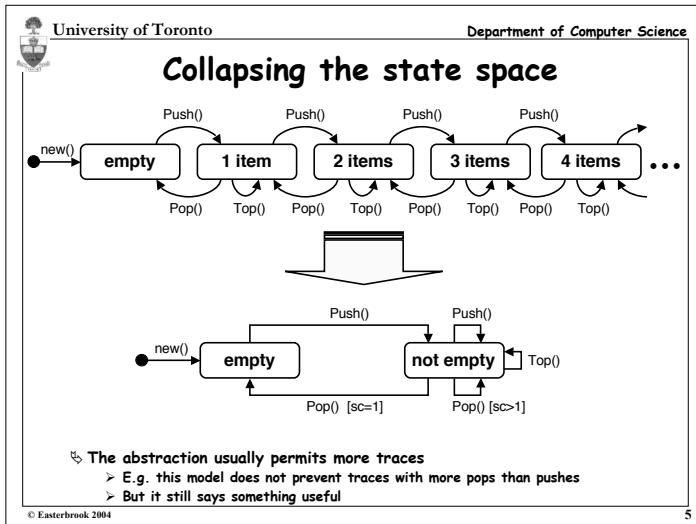 University of Toronto
Department of Computer Science
Collapsing the state space
Push() Push() Push() Push()
new()
empty 1 item 2 items 3 items 4 items ...
Pop() Top() Pop() Top() Pop() Top() Pop() Top()
Push() Push()
new()
empty not empty Top()
Pop() [sc=1] Pop() [sc>1]
The abstraction usually permits more traces
E.g. this model does not prevent traces with more pops than pushes
But it still says something useful
© Easterbrook 2004
5